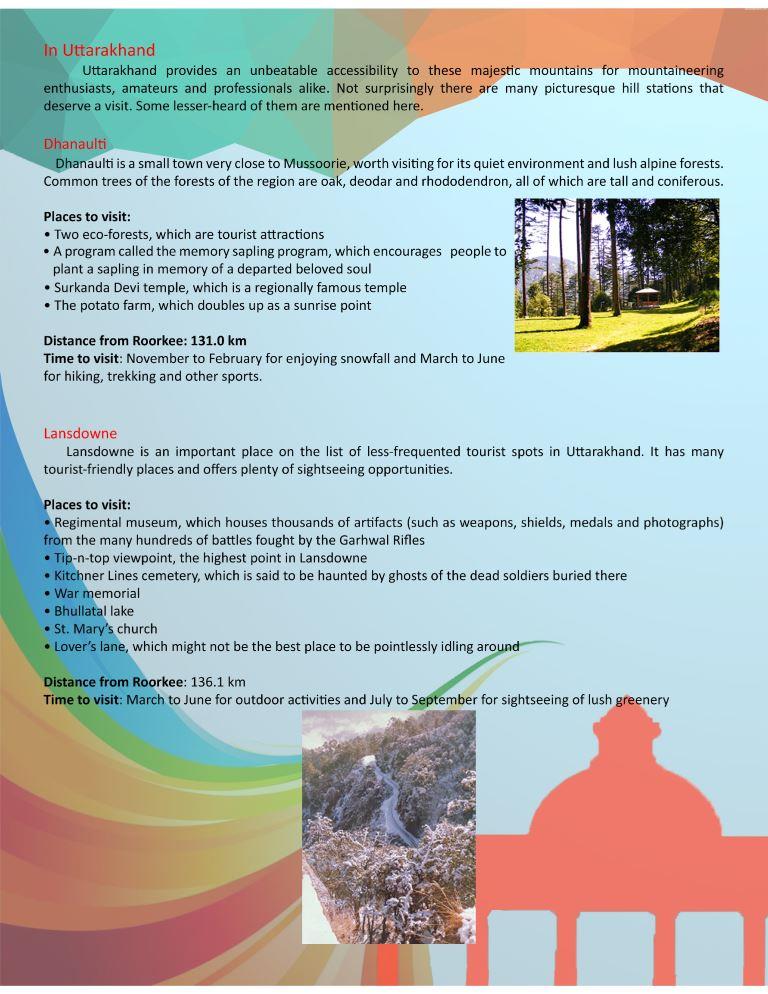 In Uttarakhand
Uttarakhand provides an unbeatable accessibility to these majestic mountains for mountaineering
enthusiasts, amateurs and professionals alike. Not surprisingly there are many picturesque hill stations that
deserve a visit. Some lesser-heard of them are mentioned here.
Dhanaulti
Dhanaulti is a small town very close to Mussoorie, worth visiting for its quiet environment and lush alpine forests.
Common trees of the forests of the region are oak, deodar and rhododendron, all of which are tall and coniferous.
Places to visit:
• Two eco-forests, which are tourist attractions
• A program called the memory sapling program, which encourages people to
plant a sapling in memory of a departed beloved soul
• Surkanda Devi temple, which is a regionally famous temple
• The potato farm, which doubles up as a sunrise point
Distance from Roorkee: 131.0 km
Time to visit: November to February for enjoying snowfall and March to June
for hiking, trekking and other sports.
Lansdowne
Lansdowne is an important place on the list of less-frequented tourist spots in Uttarakhand. It has many
tourist-friendly places and offers plenty of sightseeing opportunities.
Places to visit:
• Regimental museum, which houses thousands of artifacts (such as weapons, shields, medals and photographs)
from the many hundreds of battles fought by the Garhwal Rifles
• Tip-n-top viewpoint, the highest point in Lansdowne
• Kitchner Lines cemetery, which is said to be haunted by ghosts of the dead soldiers buried there
• War memorial
• Bhullatal lake
• St. Mary's church
• Lover's lane, which might not be the best place to be pointlessly idling around
Distance from Roorkee: 136.1 km
Time to visit: March to June for outdoor activities and July to September for sightseeing of lush greenery